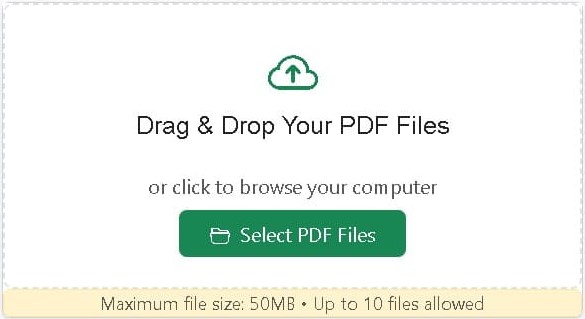 Drag & Drop Your PDF Files
or click to browse your computer
Select PDF Files
Maximum file size: 50MB • Up to 10 files allowed